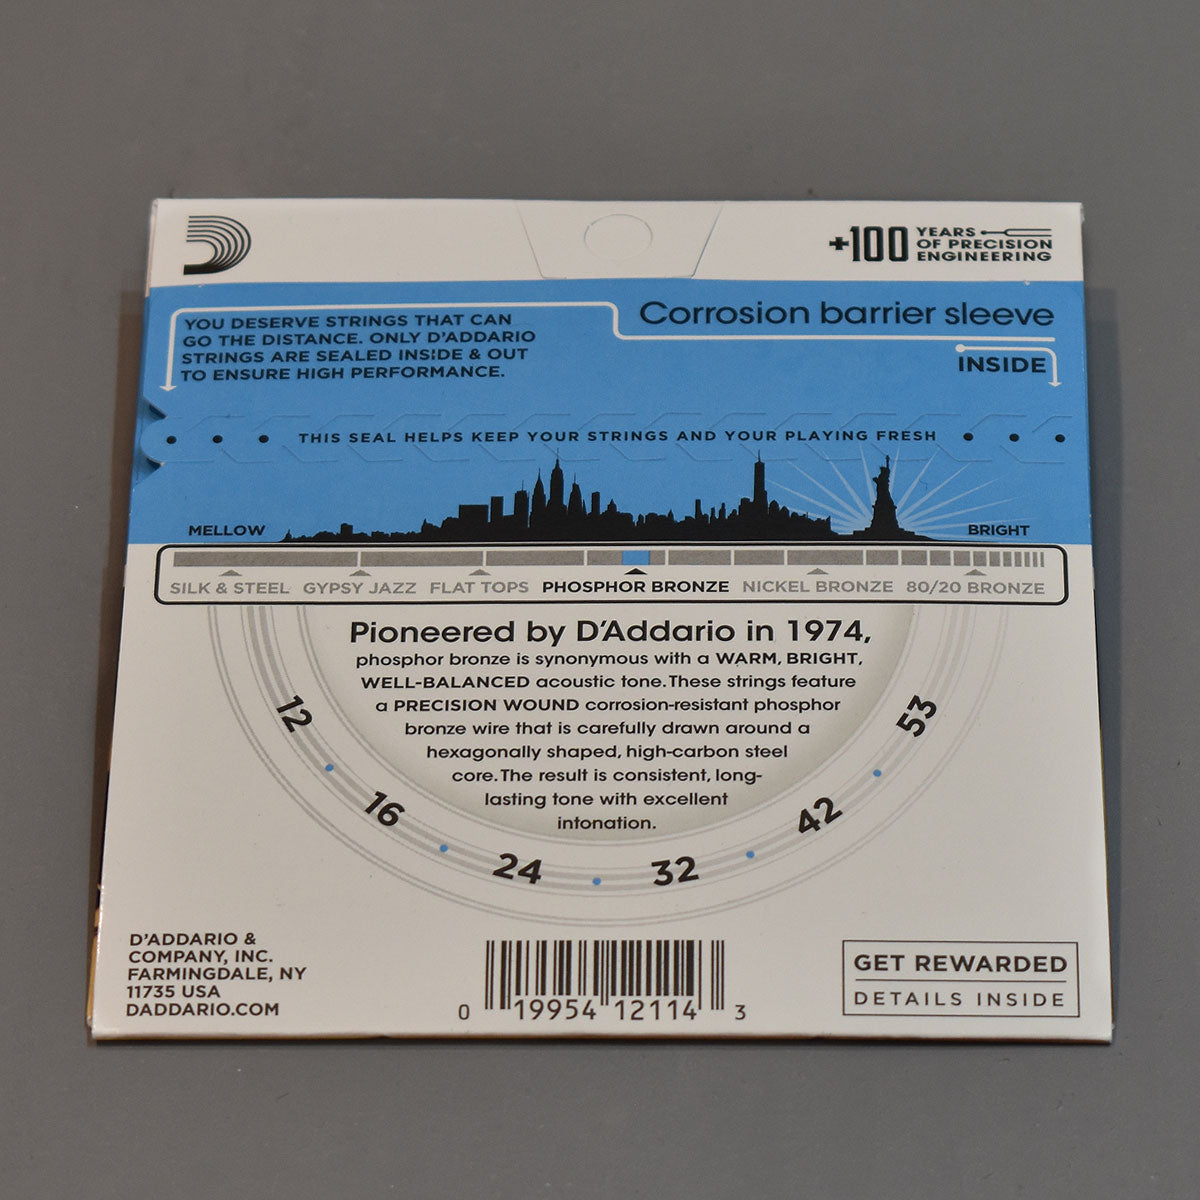 +100 YEARS
OF PRECISION
ENGINEERING
YOU DESERVE STRINGS THAT CAN
GO THE DISTANCE. ONLY D'ADDARIO
STRINGS ARE SEALED INSIDE & OUT
TO ENSURE HIGH PERFORMANCE.
Corrosion barrier sleeve
INSIDE
THIS SEAL HELPS KEEP YOUR STRINGS AND YOUR PLAYING FRESH
MELLOW
BRIGHT
SILK & STEEL GYPSY JAZZ FLAT TOPS PHOSPHOR BRONZE NICKEL BRONZE 80/20 BRONZE
Pioneered by D'Addario in 1974,
phosphor bronze is synonymous with a WARM, BRIGHT,
WELL-BALANCED acoustic tone. These strings feature
a PRECISION WOUND corrosion-resistant phosphor
bronze wire that is carefully drawn around a
hexagonally shaped, high-carbon steel
core. The result is consistent, long-
lasting tone with excellent
intonation.
12
16
24
32
42
53
D'ADDARIO &
COMPANY, INC.
FARMINGDALE, NY
11735 USA
DADDARIO.COM
0 19954 12114 3
GET REWARDED
DETAILS INSIDE